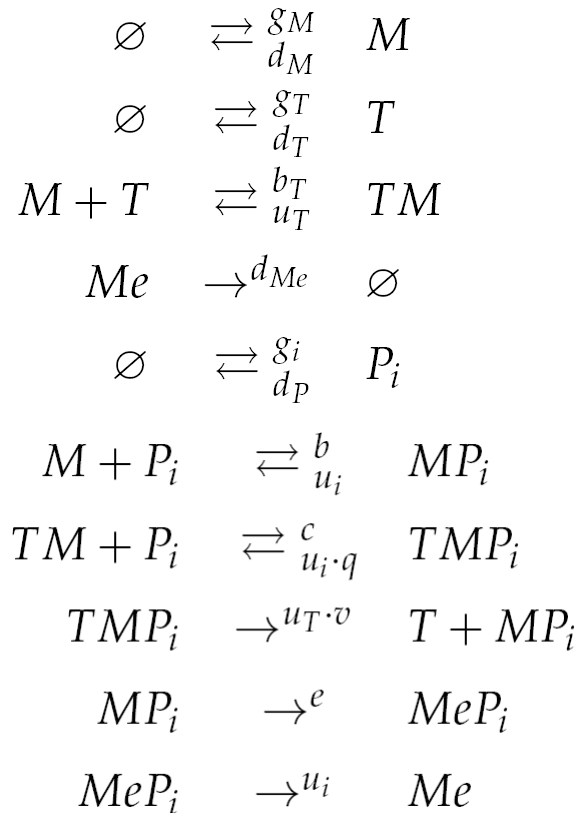 ∅ ⇄ g_M d_M M
∅ ⇄ g_T d_T T
M + T ⇄ b_T u_T TM
Me →^{d_{Me}} ∅
∅ ⇄ g_i d_P P_i
M + P_i ⇄ b u_i MP_i
TM + P_i ⇄ c u_i·q TMP_i
TMP_i →^{u_T·v} T + MP_i
MP_i →^e MeP_i
MeP_i →^{u_i} Me